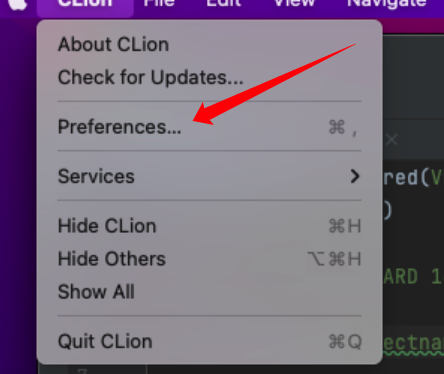 CLion File Edit View Navigate
About CLion
Check for Updates...
Preferences... ⌘ ,
Services
Hide CLion ⌘H
Hide Others ⌥⌘H
Show All
Quit CLion ⌘Q
red(V
)
ARD 1
ectna
7